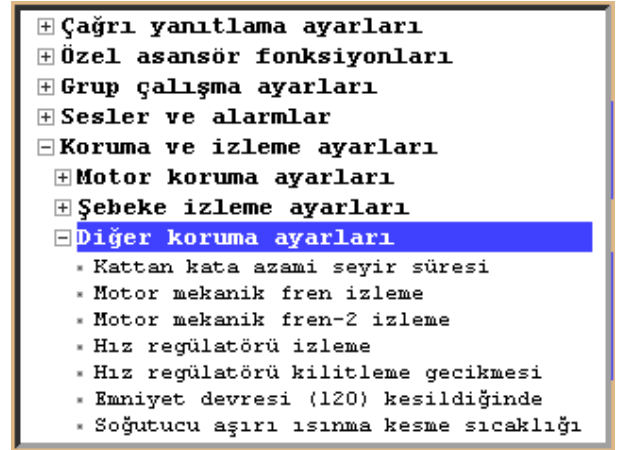 Çağrı yanıtlama ayarları
Özel asansör fonksiyonları
Grup çalışma ayarları
Sesler ve alarmlar
Koruma ve izleme ayarları
Motor koruma ayarları
Şebeke izleme ayarları
Diğer koruma ayarları
Kattan kata azami seyir süresi
Motor mekanik fren izleme
Motor mekanik fren-2 izleme
Hız regülatörü izleme
Hız regülatörü kilitleme gecikmesi
Emniyet devresi (120) kesildiğinde
Soğutucu aşırı ısınma kesme sıcaklığı